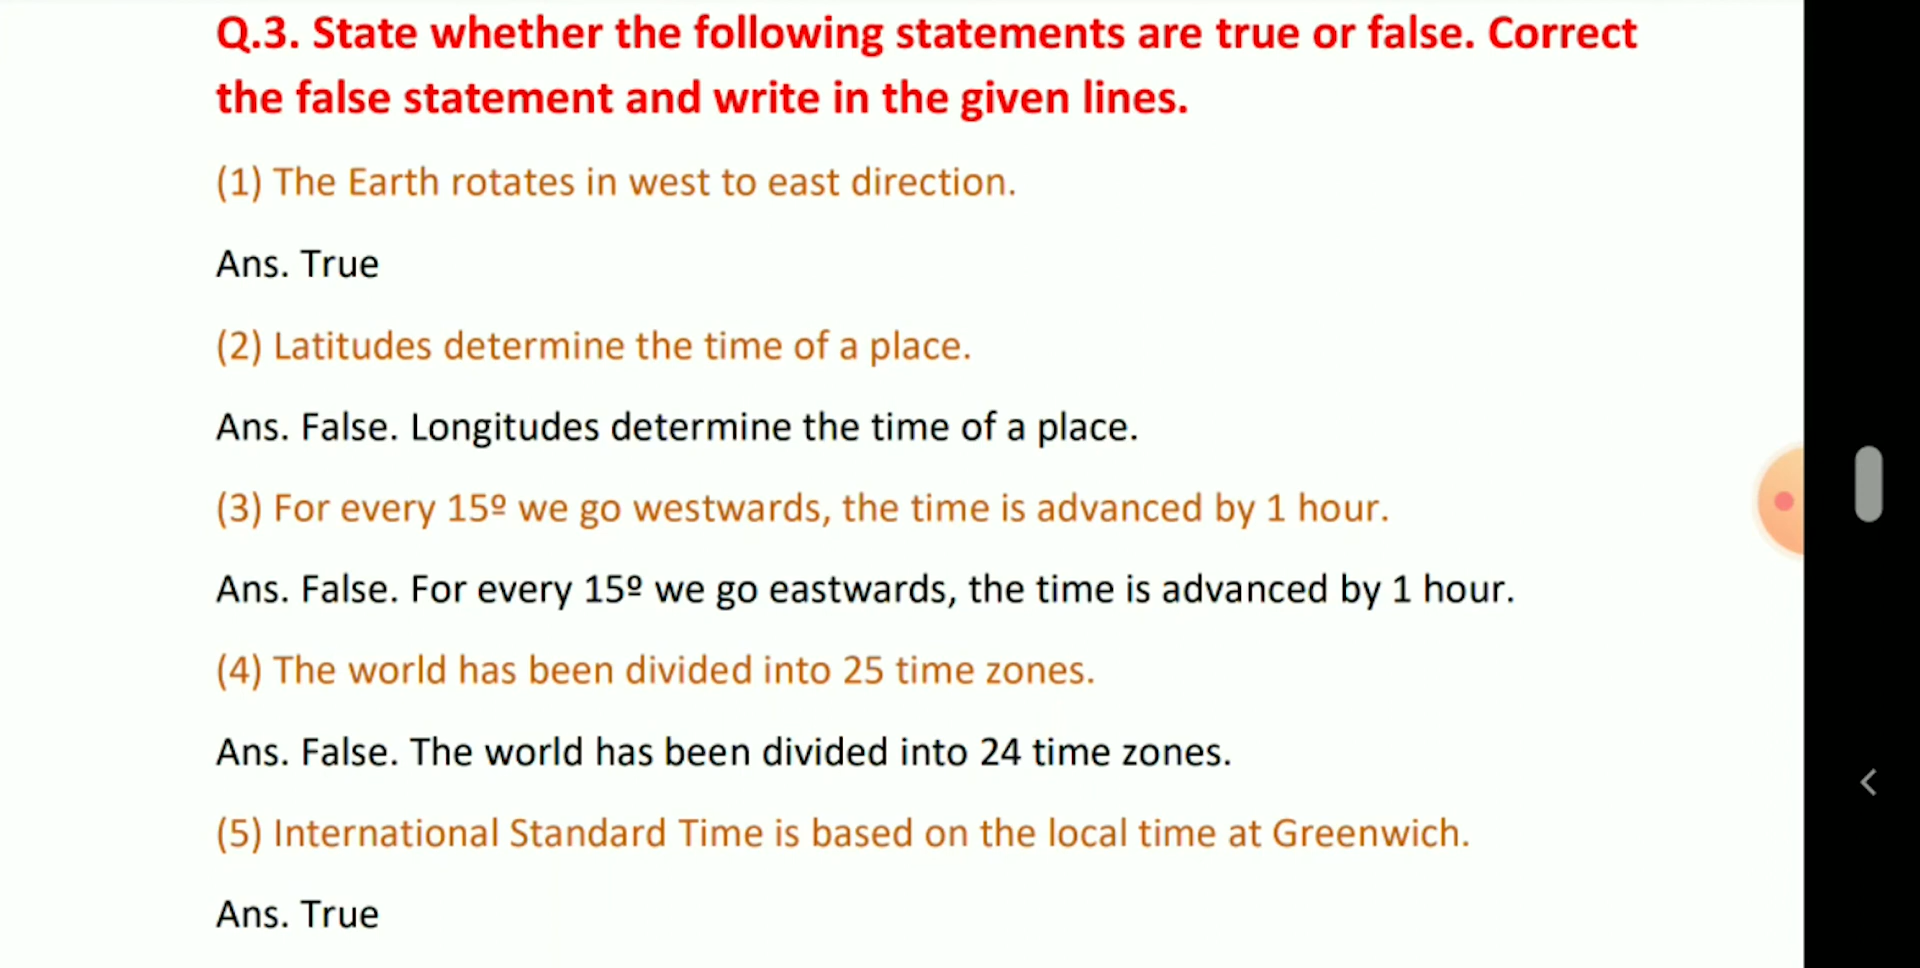 Q.3. State whether the following statements are true or false. Correct
the false statement and write in the given lines.
(1) The Earth rotates in west to east direction.
Ans. True
(2) Latitudes determine the time of a place.
Ans. False. Longitudes determine the time of a place.
(3) For every 15º we go westwards, the time is advanced by 1 hour.
Ans. False. For every 15º we go eastwards, the time is advanced by 1 hour.
(4) The world has been divided into 25 time zones.
Ans. False. The world has been divided into 24 time zones.
(5) International Standard Time is based on the local time at Greenwich.
Ans. True